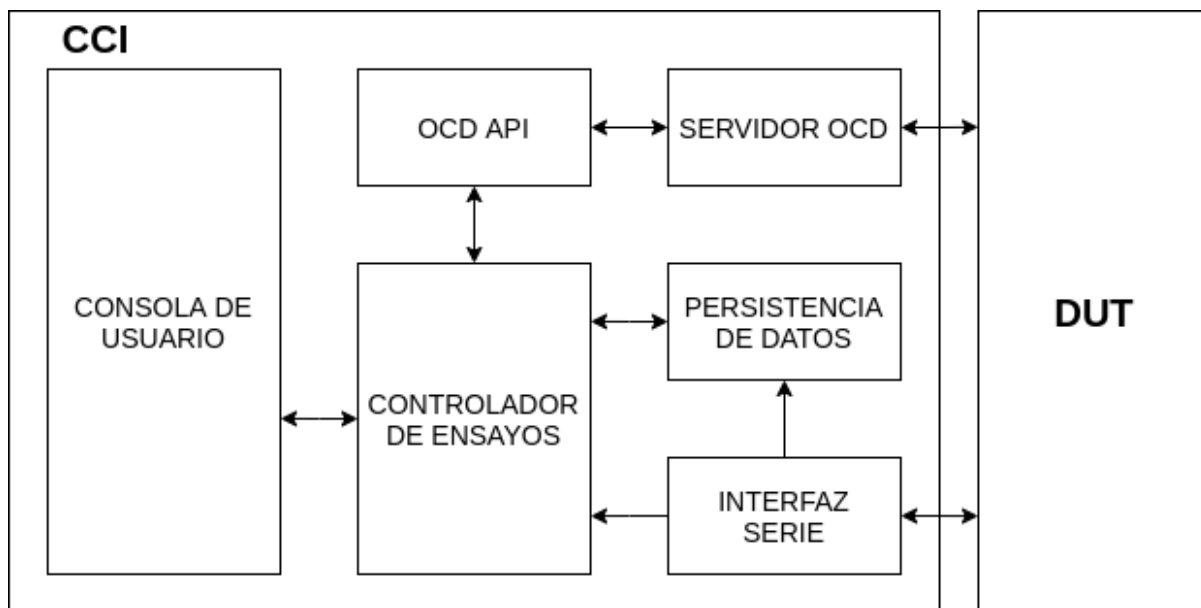 CCI
OCD API
SERVIDOR OCD
CONSOLA DE
USUARIO
PERSISTENCIA
DE DATOS
DUT
CONTROLADOR
DE ENSAYOS
INTERFAZ
SERIE